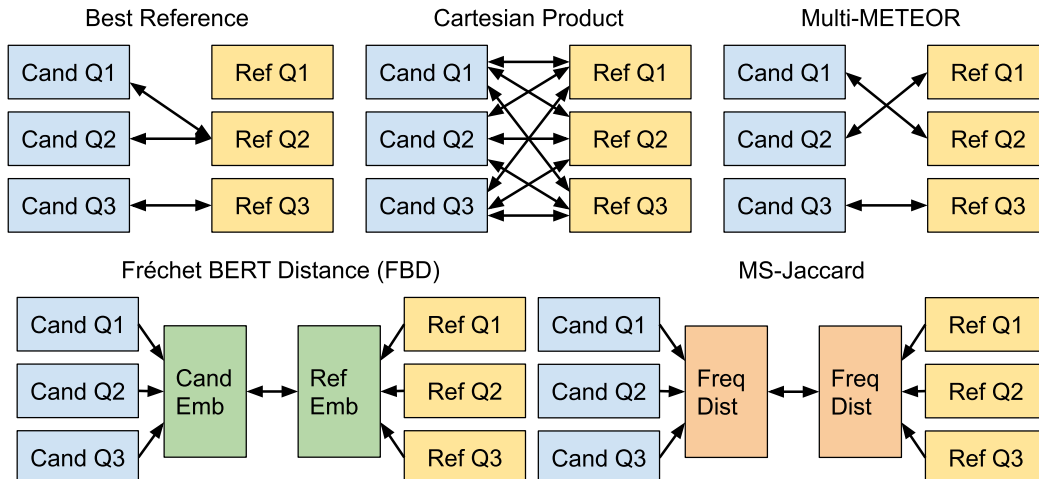 Best Reference
Cand Q1
Ref Q1
Cand Q2
Ref Q2
Cand Q3
Ref Q3
Cartesian Product
Cand Q1
Ref Q1
Cand Q2
Ref Q2
Cand Q3
Ref Q3
Multi-METEOR
Cand Q1
Ref Q1
Cand Q2
Ref Q2
Cand Q3
Ref Q3
Fréchet BERT Distance (FBD)
Cand Q1
Cand Q2
Cand Q3
Cand
Emb
Ref
Emb
Ref Q1
Ref Q2
Ref Q3
MS-Jaccard
Cand Q1
Cand Q2
Cand Q3
Freq
Dist
Freq
Dist
Ref Q1
Ref Q2
Ref Q3